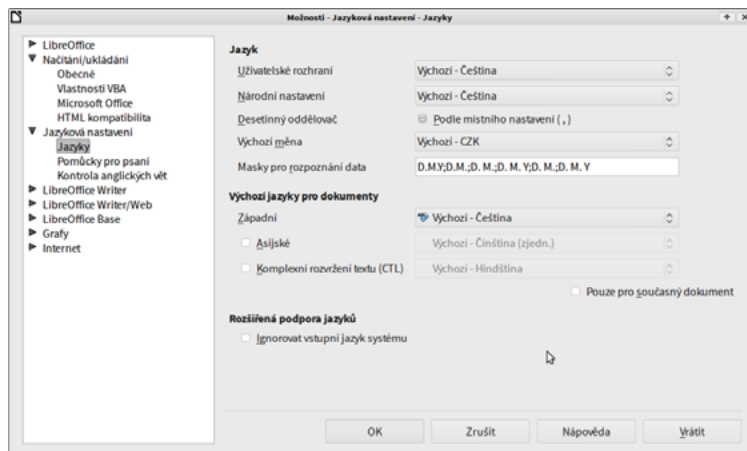 Možnosti - Jazyková nastavení - Jazyky
LibreOffice
Načítání/ukládání
Obecné
Vlastnosti VBA
Microsoft Office
HTML kompatibilita
Jazyková nastavení
Jazyky
Pomůcky pro psaní
Kontrola anglických vět
LibreOffice Writer
LibreOffice Writer/Web
LibreOffice Base
Grafy
Internet
Jazyk
Uživatelské rozhraní Výchozí - Čeština
Národní nastavení Výchozí - Čeština
Desetinný oddělovač Podle místního nastavení ( , )
Výchozí měna Výchozí - CZK
Masky pro rozpoznání data D.M.Y;D.M.;D. M.;D. M. Y;D. M.;D. M. Y
Výchozí jazyky pro dokumenty
Západní Výchozí - Čeština
Asijské Výchozí - Čínština (zjedn.)
Komplexní rozvržení textu (CTL) Výchozí - Hindština
Pouze pro současný dokument
Rozšířená podpora jazyků
Ignorovat vstupní jazyk systému
OK Zrušit Nápověda Vrátit